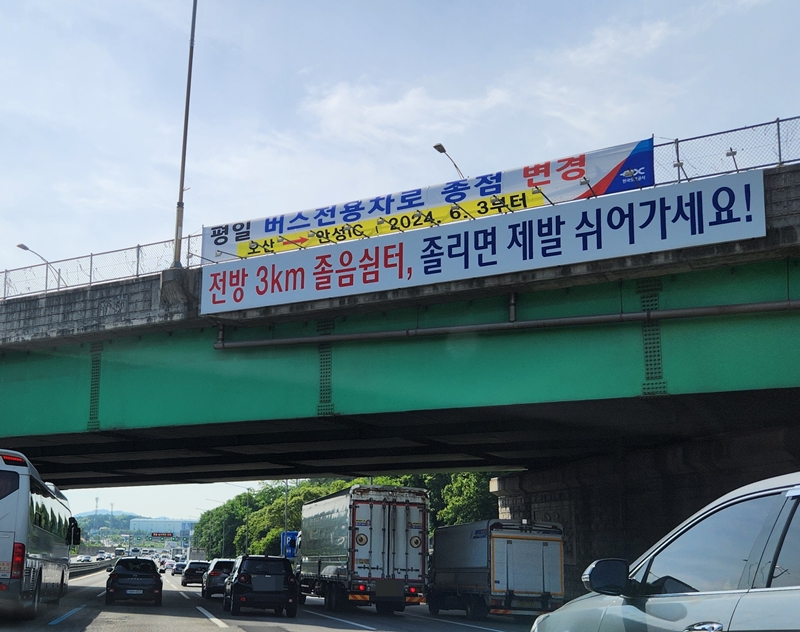 평일 버스전용차로 종점 변경
오산 → 안성IC / 2024. 6. 3부터
전방 3km 졸음쉼터, 졸리면 제발 쉬어가세요!